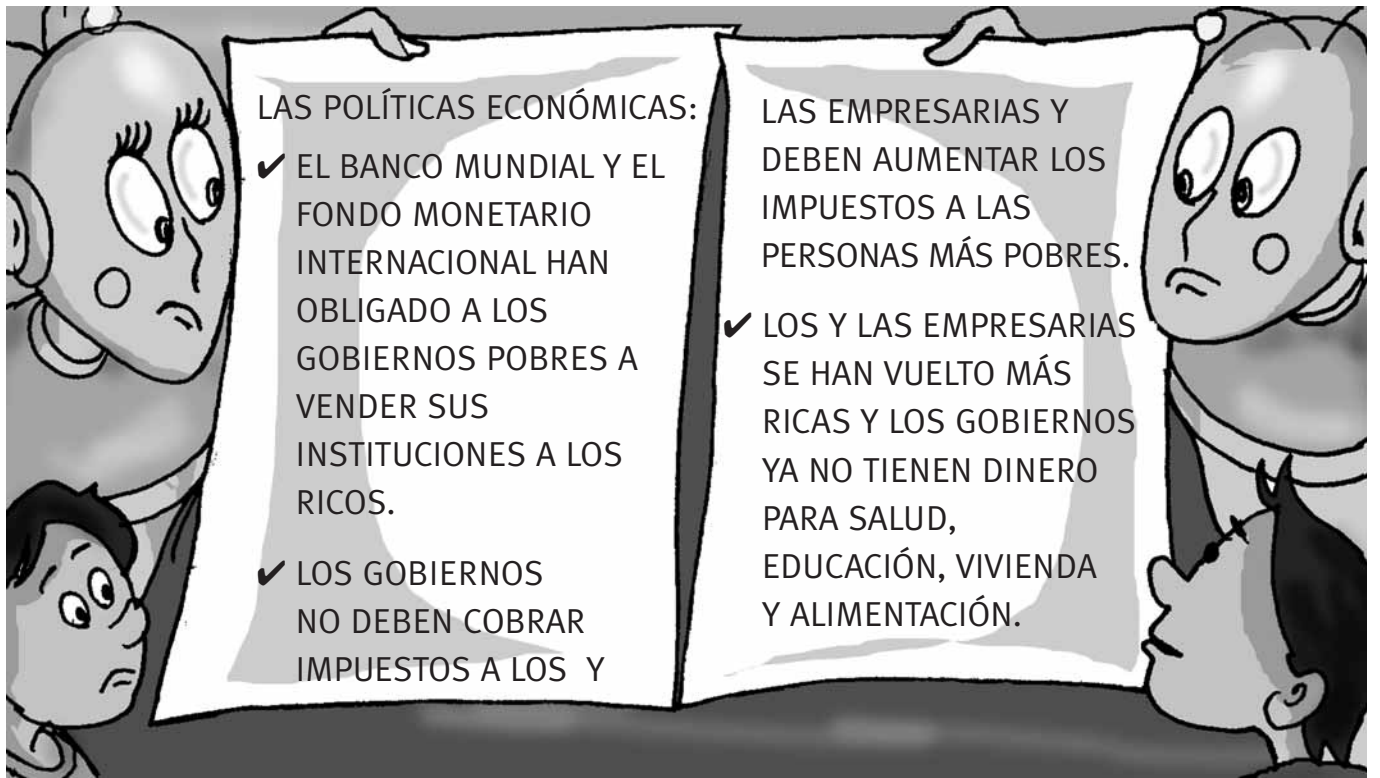 LAS POLÍTICAS ECONÓMICAS:
✔ EL BANCO MUNDIAL Y EL
FONDO MONETARIO
INTERNACIONAL HAN
OBLIGADO A LOS
GOBIERNOS POBRES A
VENDER SUS
INSTITUCIONES A LOS
RICOS.
✔ LOS GOBIERNOS
NO DEBEN COBRAR
IMPUESTOS A LOS Y
LAS EMPRESARIAS Y
DEBEN AUMENTAR LOS
IMPUESTOS A LAS
PERSONAS MÁS POBRES.
✔ LOS Y LAS EMPRESARIAS
SE HAN VUELTO MÁS
RICAS Y LOS GOBIERNOS
YA NO TIENEN DINERO
PARA SALUD,
EDUCACIÓN, VIVIENDA
Y ALIMENTACIÓN.